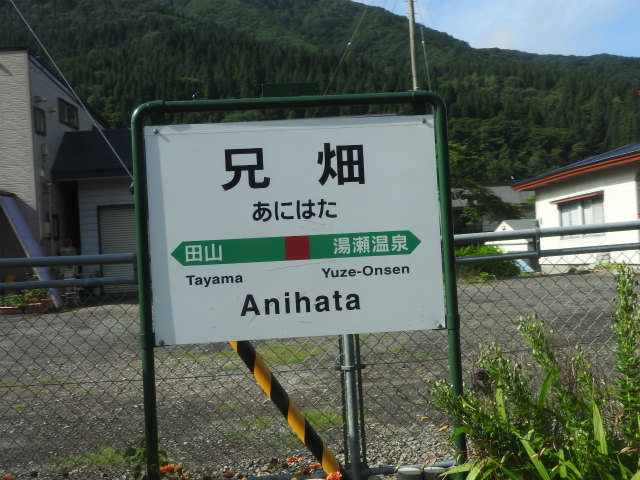 兄 畑
あにはた
田山 湯瀬温泉
Tayama Yuze-Onsen
Anihata